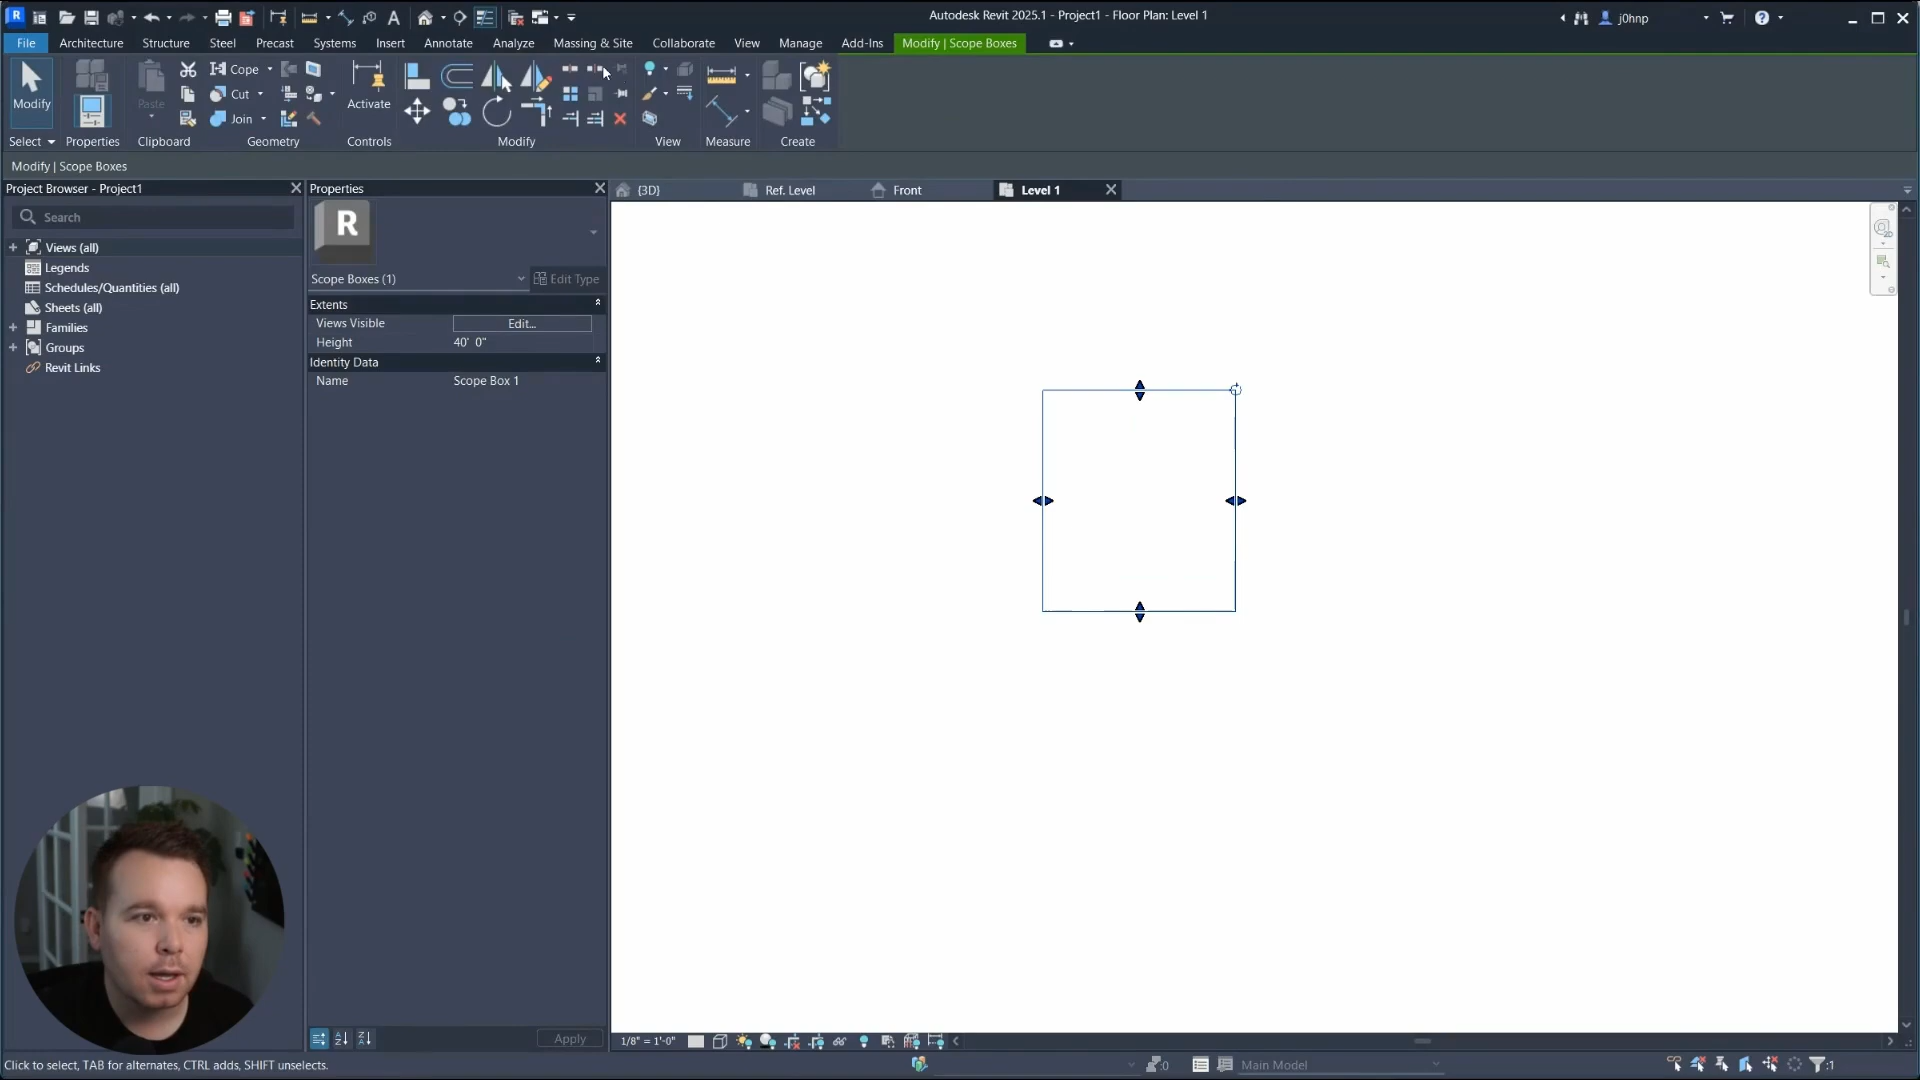 Autodesk Revit 2025.1 - Project1 - Floor Plan: Level 1
j0hnp
File Architecture Structure Steel Precast Systems Insert Annotate Analyze Massing & Site Collaborate View Manage Add-Ins Modify | Scope Boxes
Modify
Paste
Cope
Cut
Join
Activate
Select Properties Clipboard Geometry Controls Modify View Measure Create
Modify | Scope Boxes
Project Browser - Project1
Search
Views (all)
Legends
Schedules/Quantities (all)
Sheets (all)
Families
Groups
Revit Links
Properties
R
Scope Boxes (1)
Edit Type
Extents
Views Visible Edit...
Height 40' 0"
Identity Data
Name Scope Box 1
Apply
{3D} Ref. Level Front Level 1
1/8" = 1'-0"
Click to select, TAB for alternates, CTRL adds, SHIFT unselects.
:0
Main Model
:1